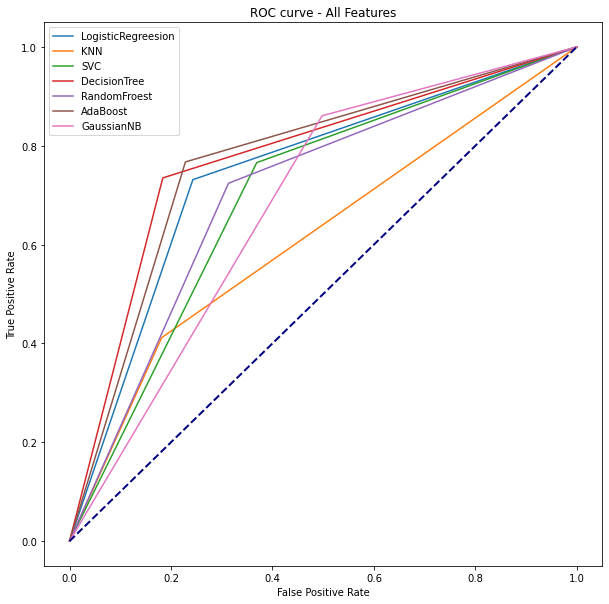 ROC curve - All Features
LogisticRegreesion
KNN
SVC
DecisionTree
RandomFroest
AdaBoost
GaussianNB
True Positive Rate
1.0
0.8
0.6
0.4
0.2
0.0
0.0 0.2 0.4 0.6 0.8 1.0
False Positive Rate